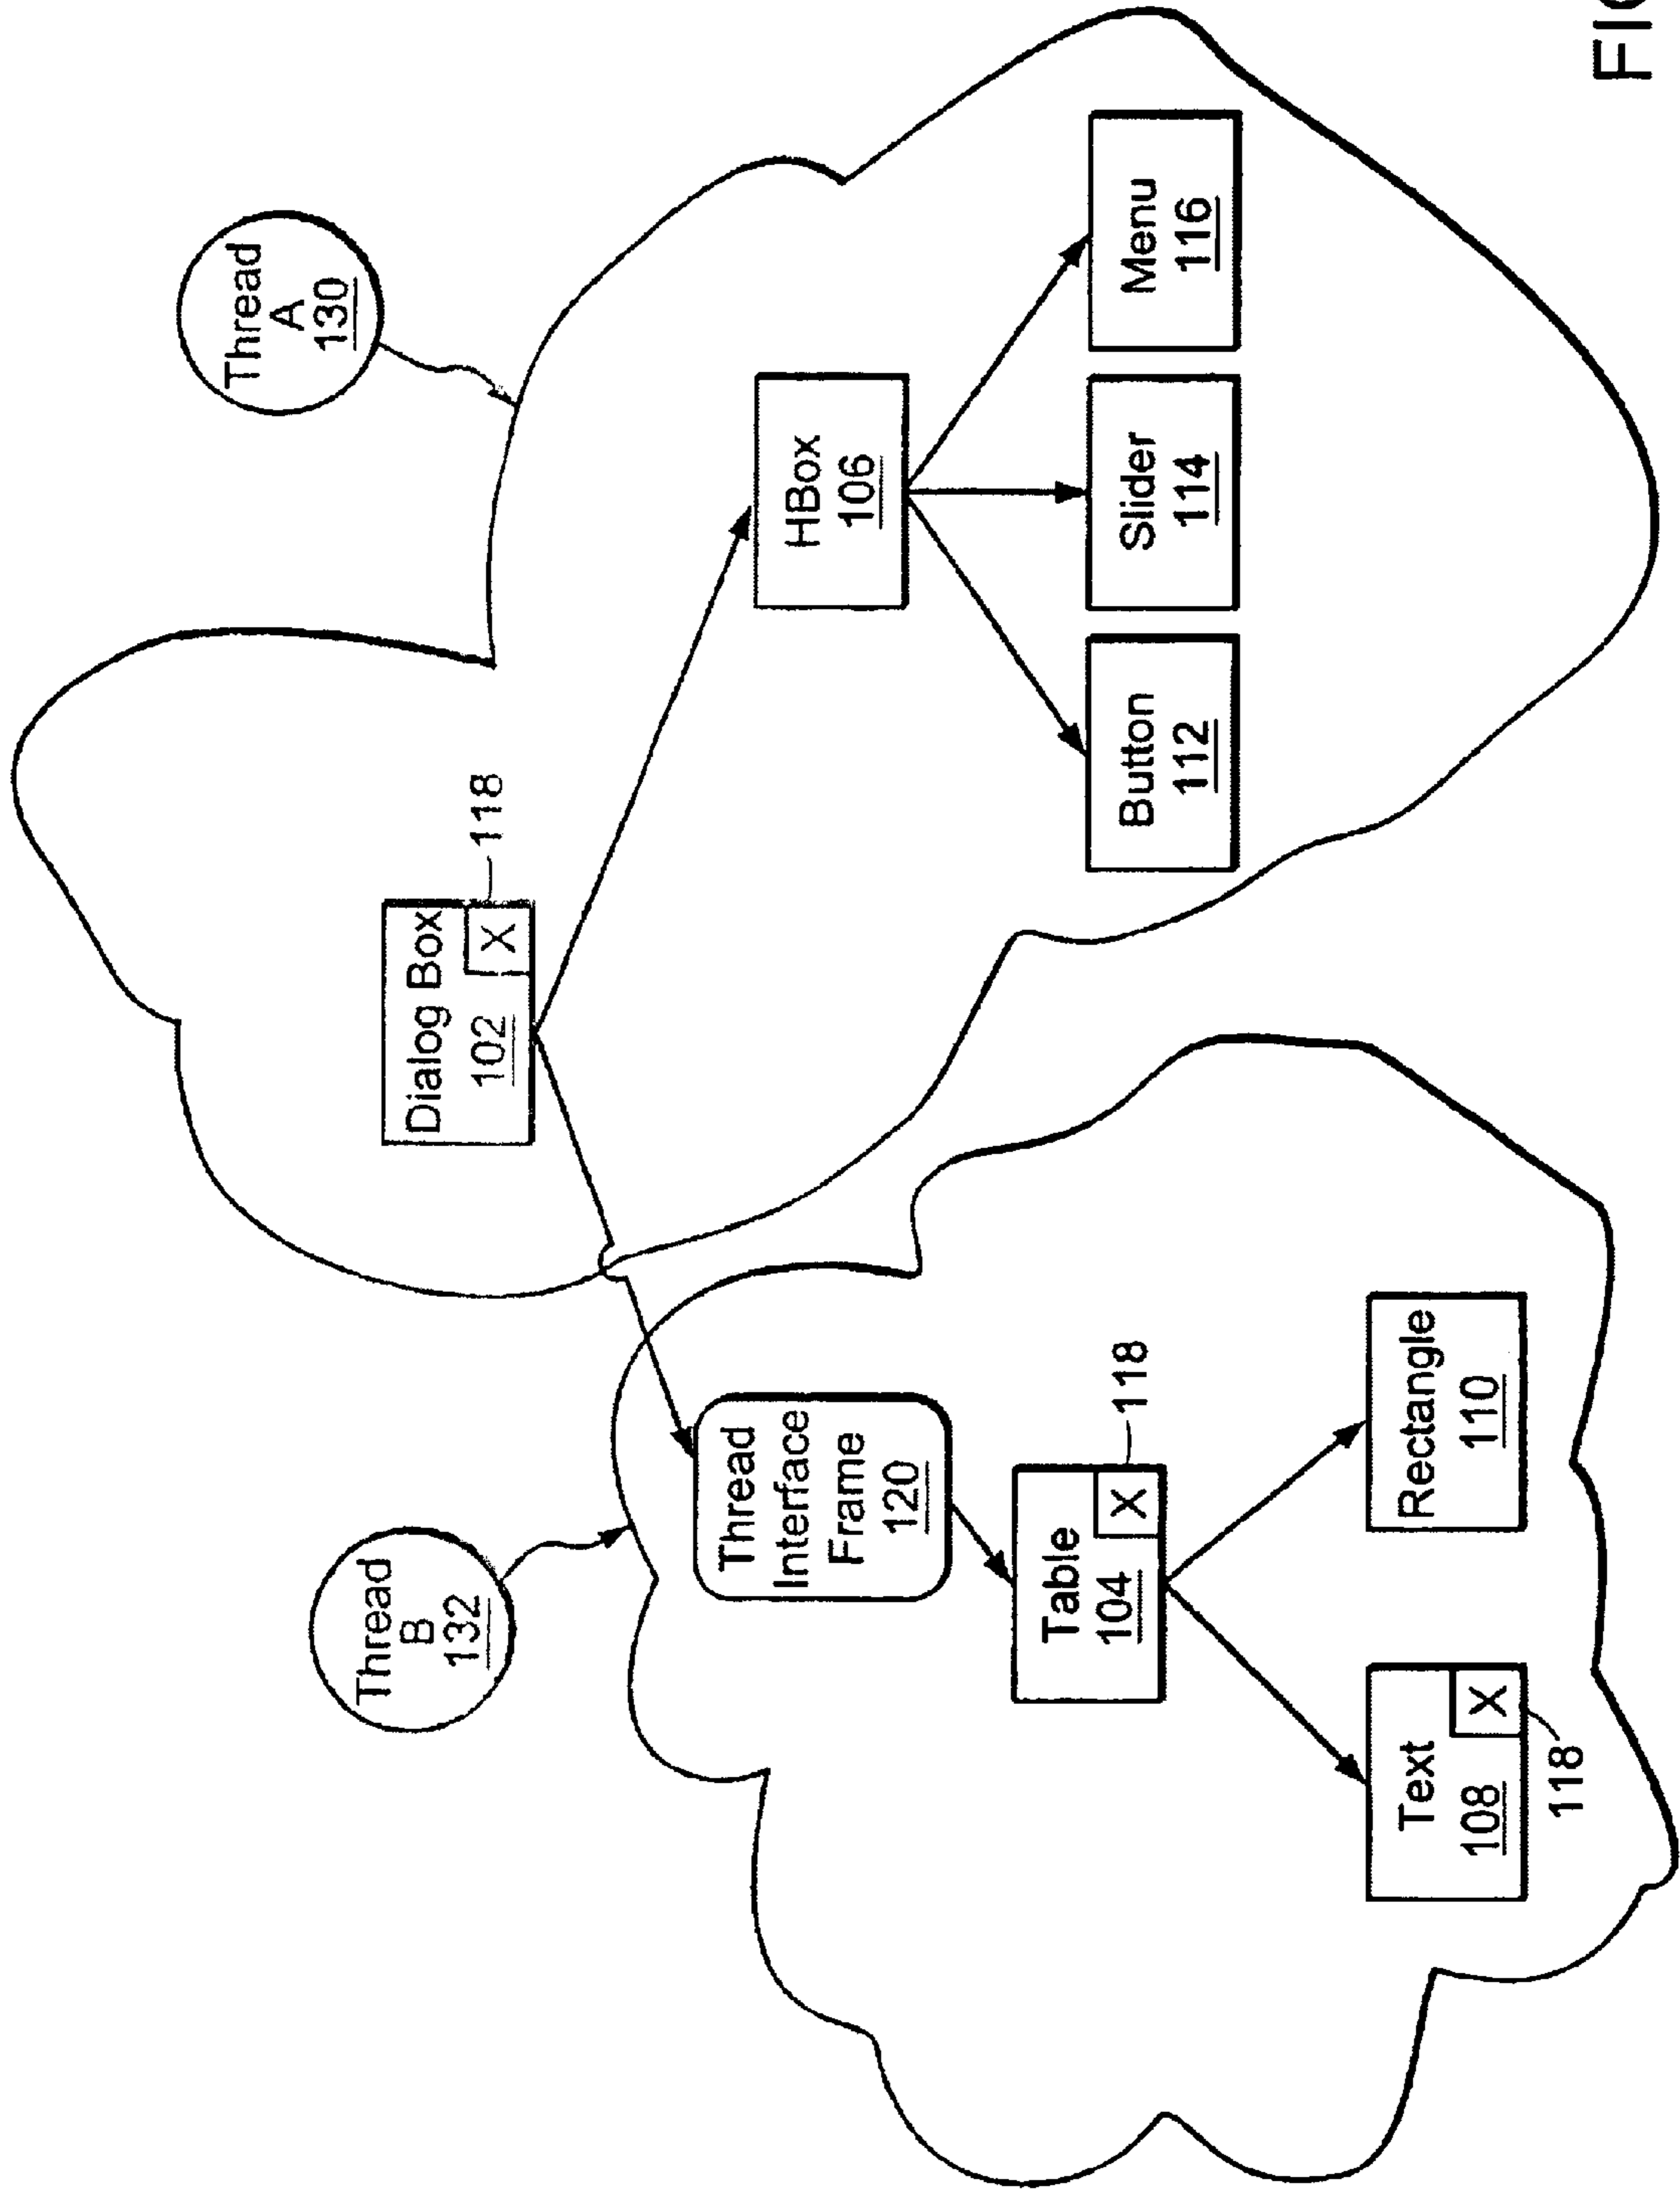 Thread
A
130
Thread
B
132
Dialog Box
102
X
118
Thread
Interface
Frame
120
HBox
106
Table
104
X
118
Button
112
Slider
114
Menu
116
Text
108
X
118
Rectangle
110